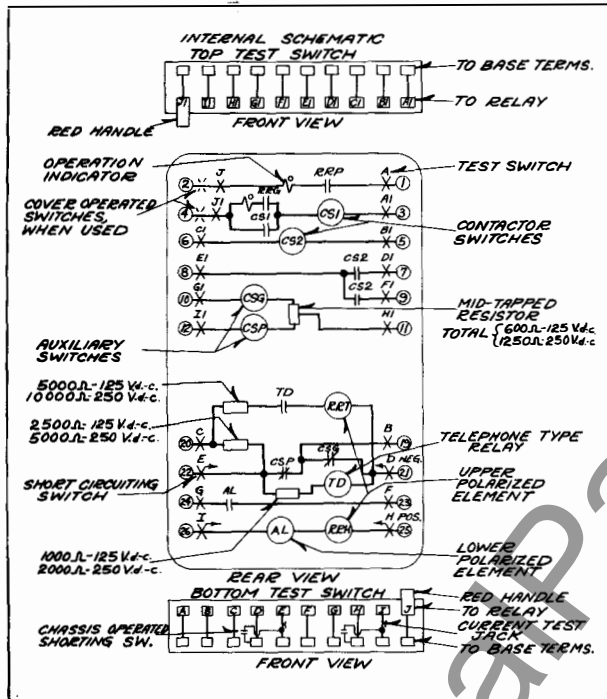 INTERNAL SCHEMATIC
TOP TEST SWITCH
TO BASE TERMS.
J1 I1 H1 G1 F1 E1 D1 C1 B1 A1
TO RELAY
RED HANDLE
FRONT VIEW
OPERATION
INDICATOR
TEST SWITCH
2 J RRP A 1
COVER OPERATED
SWITCHES,
WHEN USED
RRG
4 J1 CS1 CS1 A1 3
CONTACTOR
SWITCHES
6 C1 CS2 B1 5
8 E1 CS2 D1 7
CS2 F1 9
10 G1 CSG
MID-TAPPED
RESISTOR
12 I1 CSP H1 11
TOTAL { 600Ω-125 V.d-c.
1250Ω-250V.d-c
AUXILIARY
SWITCHES
5000Ω-125 V.d-c.
10000Ω-250 V.d-c.
TD RRT
2500Ω-125 V.d-c.
5000Ω-250 V.d-c.
20 C B 19
TELEPHONE TYPE
RELAY
22 E CSP CSG D NEG. 21
SHORT CIRCUITING
SWITCH
TD
UPPER
POLARIZED
ELEMENT
24 G AL F 23
26 I AL RRH H POS. 25
1000Ω-125 V.d-c.
2000Ω-250 V.d-c.
LOWER
POLARIZED
ELEMENT
REAR VIEW
BOTTOM TEST SWITCH
RED HANDLE
A B C D E F G H I J
TO RELAY
CHASSIS OPERATED
SHORTING SW.
CURRENT TEST
JACK
TO BASE TERMS.
FRONT VIEW